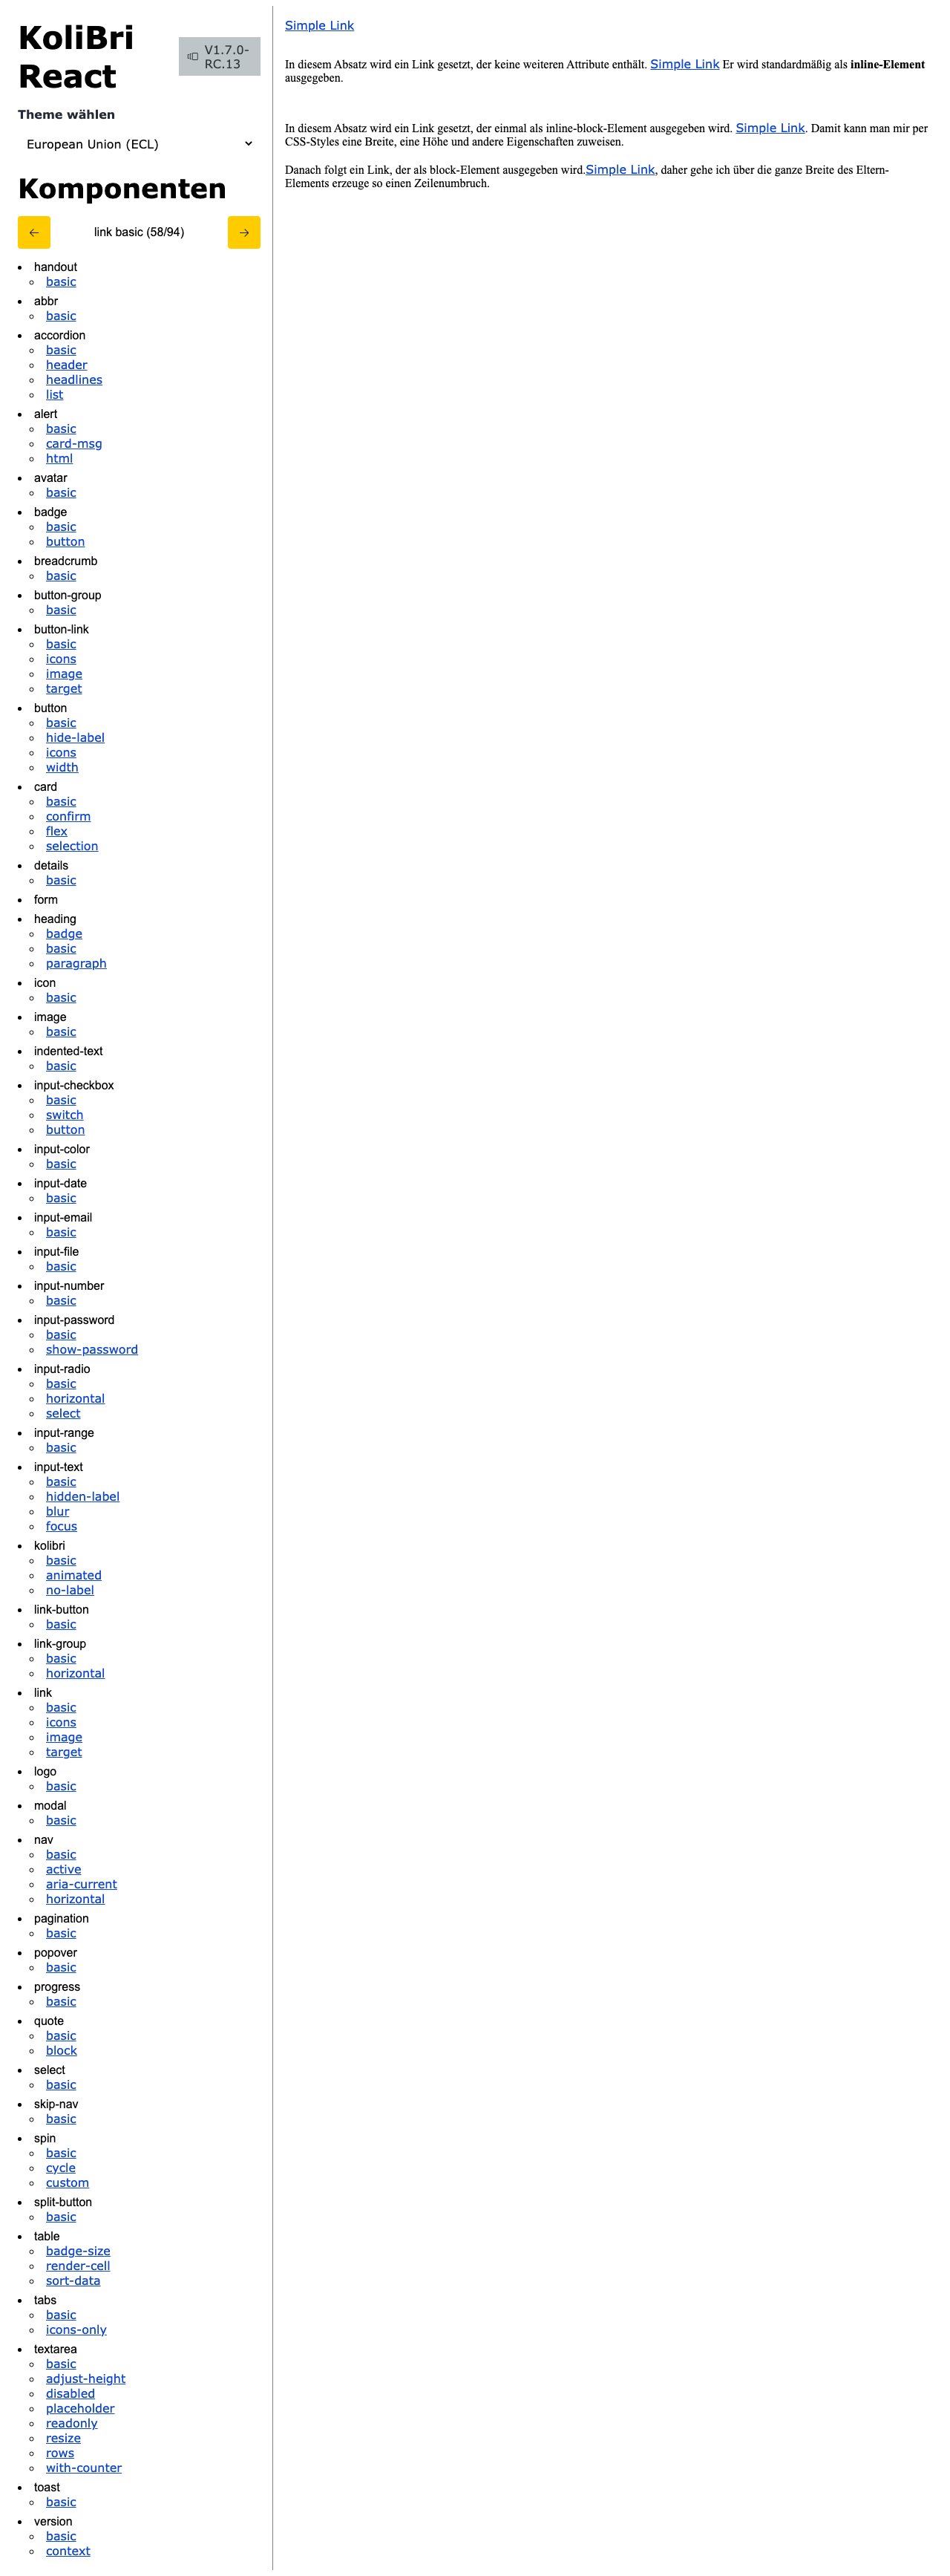 KoliBri
React
V1.7.0-
RC.13
Theme wählen
European Union (ECL)
Komponenten
←
link basic (58/94)
→
handout
basic
abbr
basic
accordion
basic
header
headlines
list
alert
basic
card-msg
html
avatar
basic
badge
basic
button
breadcrumb
basic
button-group
basic
button-link
basic
icons
image
target
button
basic
hide-label
icons
width
card
basic
confirm
flex
selection
details
basic
form
heading
badge
basic
paragraph
icon
basic
image
basic
indented-text
basic
input-checkbox
basic
switch
button
input-color
basic
input-date
basic
input-email
basic
input-file
basic
input-number
basic
input-password
basic
show-password
input-radio
basic
horizontal
select
input-range
basic
input-text
basic
hidden-label
blur
focus
kolibri
basic
animated
no-label
link-button
basic
link-group
basic
horizontal
link
basic
icons
image
target
logo
basic
modal
basic
nav
basic
active
aria-current
horizontal
pagination
basic
popover
basic
progress
basic
quote
basic
block
select
basic
skip-nav
basic
spin
basic
cycle
custom
split-button
basic
table
badge-size
render-cell
sort-data
tabs
basic
icons-only
textarea
basic
adjust-height
disabled
placeholder
readonly
resize
rows
with-counter
toast
basic
version
basic
context
Simple Link
In diesem Absatz wird ein Link gesetzt, der keine weiteren Attribute enthält. Simple Link Er wird standardmäßig als inline-Element
ausgegeben.
In diesem Absatz wird ein Link gesetzt, der einmal als inline-block-Element ausgegeben wird. Simple Link. Damit kann man mir per
CSS-Styles eine Breite, eine Höhe und andere Eigenschaften zuweisen.
Danach folgt ein Link, der als block-Element ausgegeben wird.Simple Link, daher gehe ich über die ganze Breite des Eltern-
Elements erzeuge so einen Zeilenumbruch.